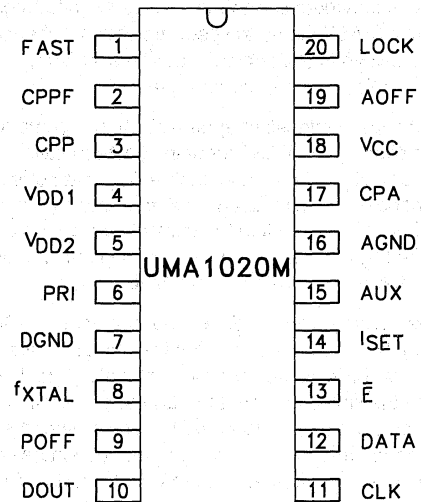 FAST 1 20 LOCK
CPPF 2 19 AOFF
CPP 3 18 VCC
VDD1 4 17 CPA
VDD2 5 16 AGND
UMA1020M
PRI 6 15 AUX
DGND 7 14 ISET
fXTAL 8 13 E̅
POFF 9 12 DATA
DOUT 10 11 CLK